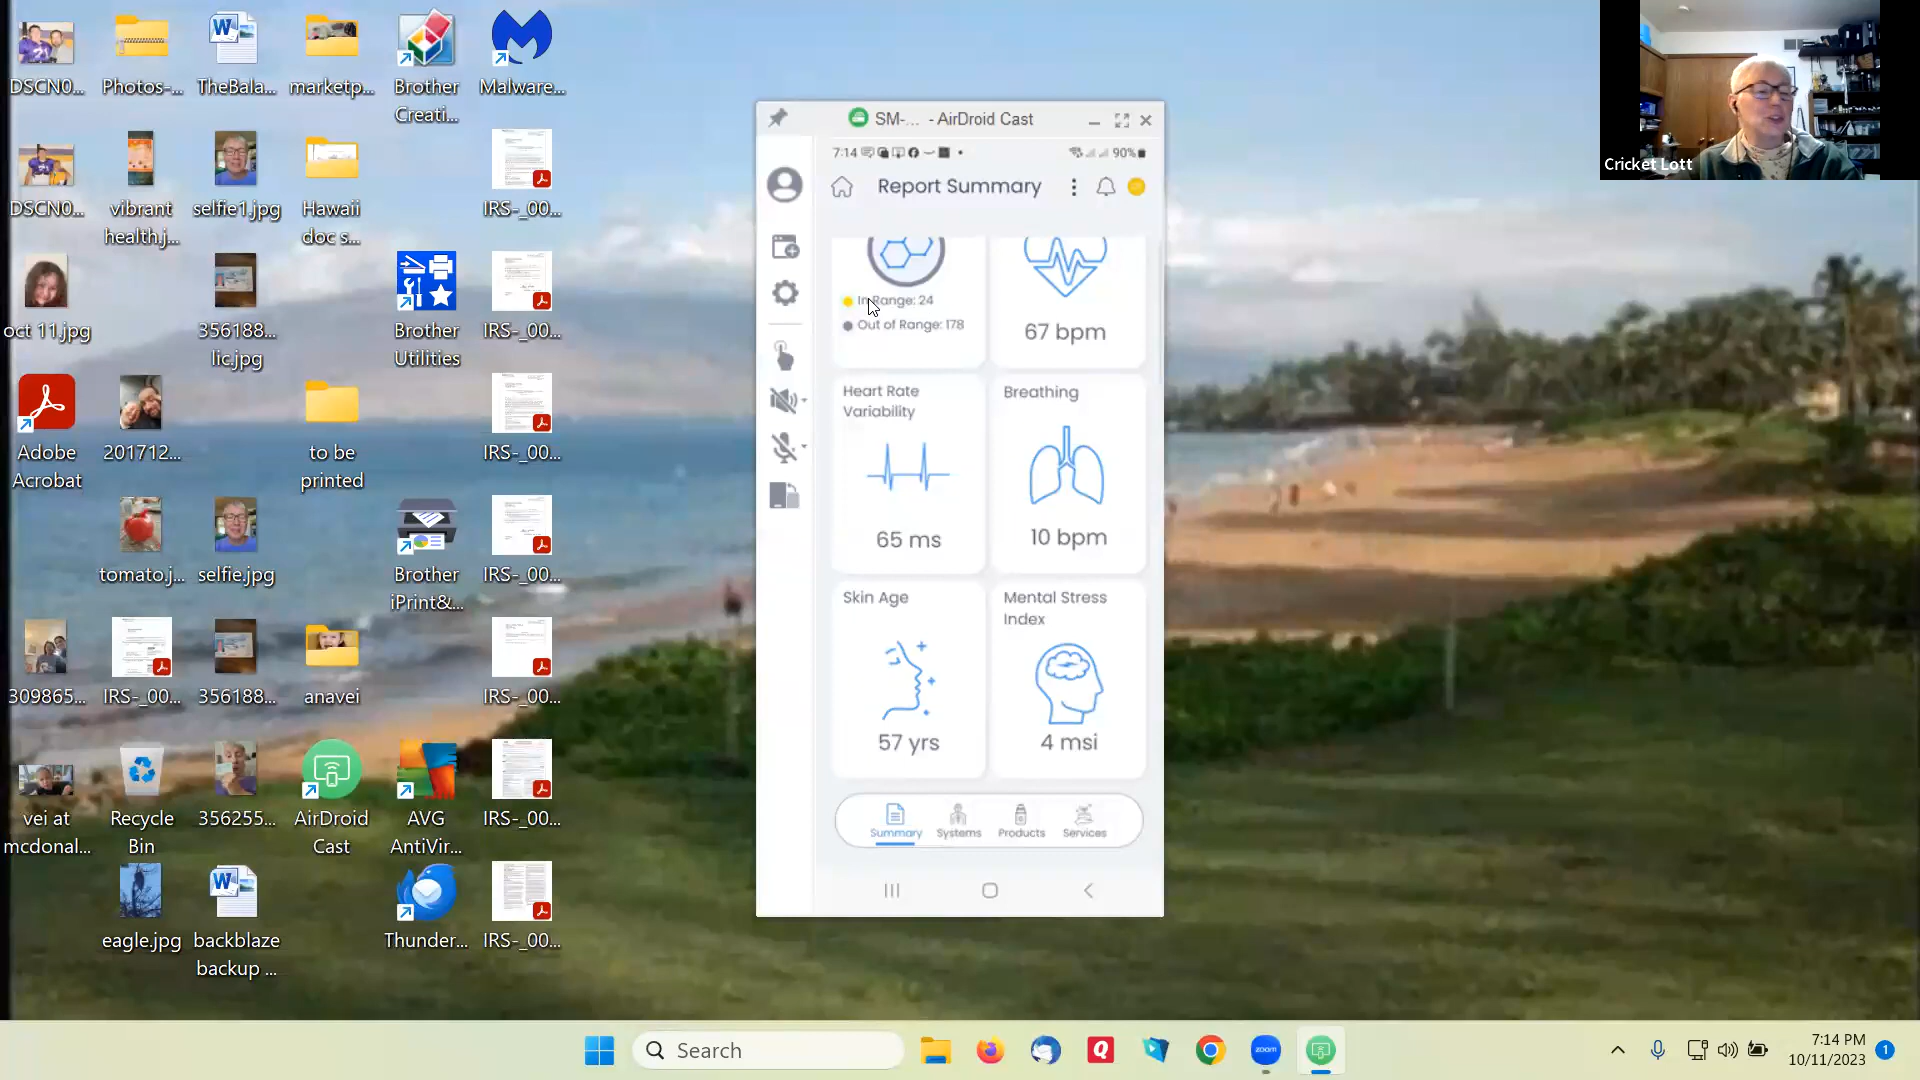 DSCN0...
Photos-...
TheBala...
marketp...
Brother
Creati...
Malware...
DSCN0...
vibrant
health.j...
selfie1.jpg
Hawaii
doc s...
IRS-_00...
oct 11.jpg
356188...
lic.jpg
Brother
Utilities
IRS-_00...
Adobe
Acrobat
201712...
to be
printed
IRS-_00...
tomato.j...
selfie.jpg
Brother
iPrint&...
IRS-_00...
309865...
IRS-_00...
356188...
anavei
IRS-_00...
vei at
mcdonal...
Recycle
Bin
356255...
AirDroid
Cast
AVG
AntiVir...
IRS-_00...
eagle.jpg
backblaze
backup ...
Thunder...
IRS-_00...
SM-... - AirDroid Cast
7:14
90%
Report Summary
In Range: 24
Out of Range: 178
67 bpm
Heart Rate
Variability
65 ms
Breathing
10 bpm
Skin Age
57 yrs
Mental Stress
Index
4 msi
Summary
Systems
Products
Services
Cricket Lott
Search
zoom
7:14 PM
10/11/2023
1